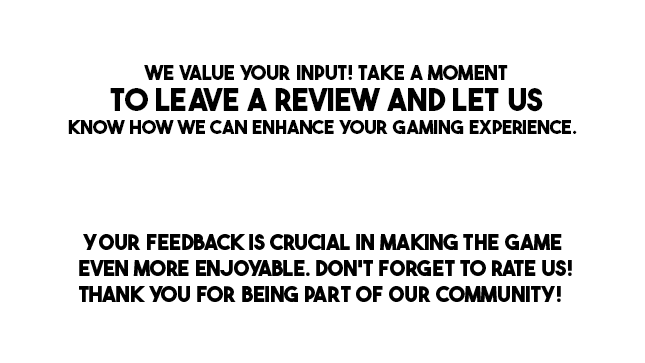 WE VALUE YOUR INPUT! TAKE A MOMENT
TO LEAVE A REVIEW AND LET US
KNOW HOW WE CAN ENHANCE YOUR GAMING EXPERIENCE.
YOUR FEEDBACK IS CRUCIAL IN MAKING THE GAME
EVEN MORE ENJOYABLE. DON'T FORGET TO RATE US!
THANK YOU FOR BEING PART OF OUR COMMUNITY!